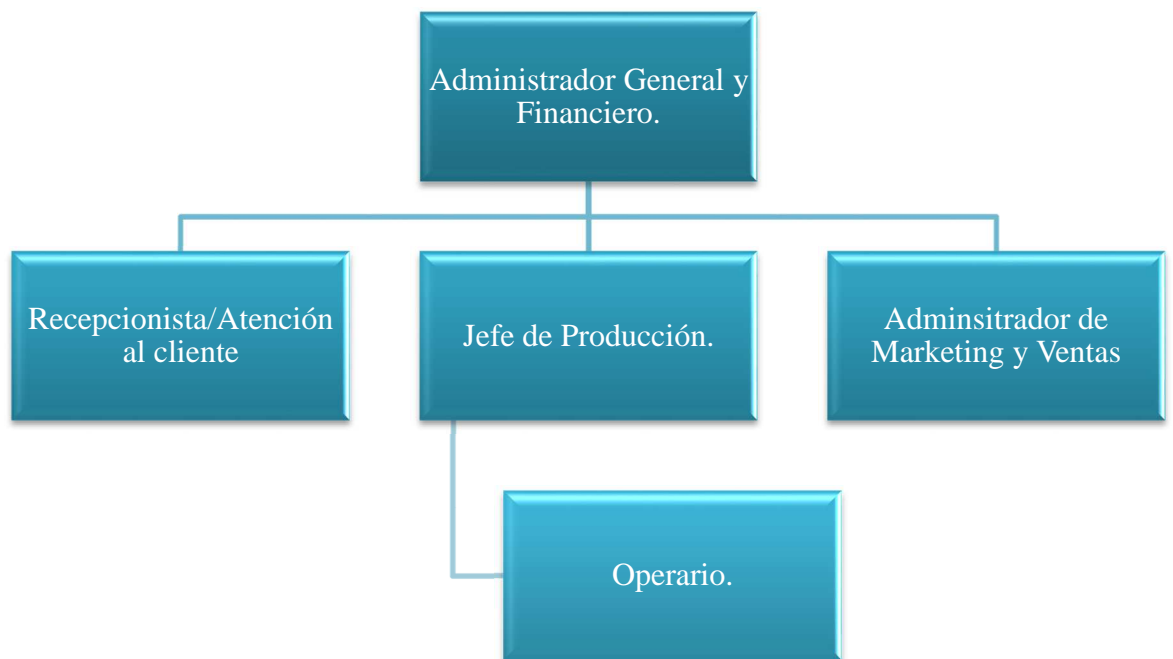 Administrador General y
Financiero.
Recepcionista/Atención
al cliente
Jefe de Producción.
Adminsitrador de
Marketing y Ventas
Operario.